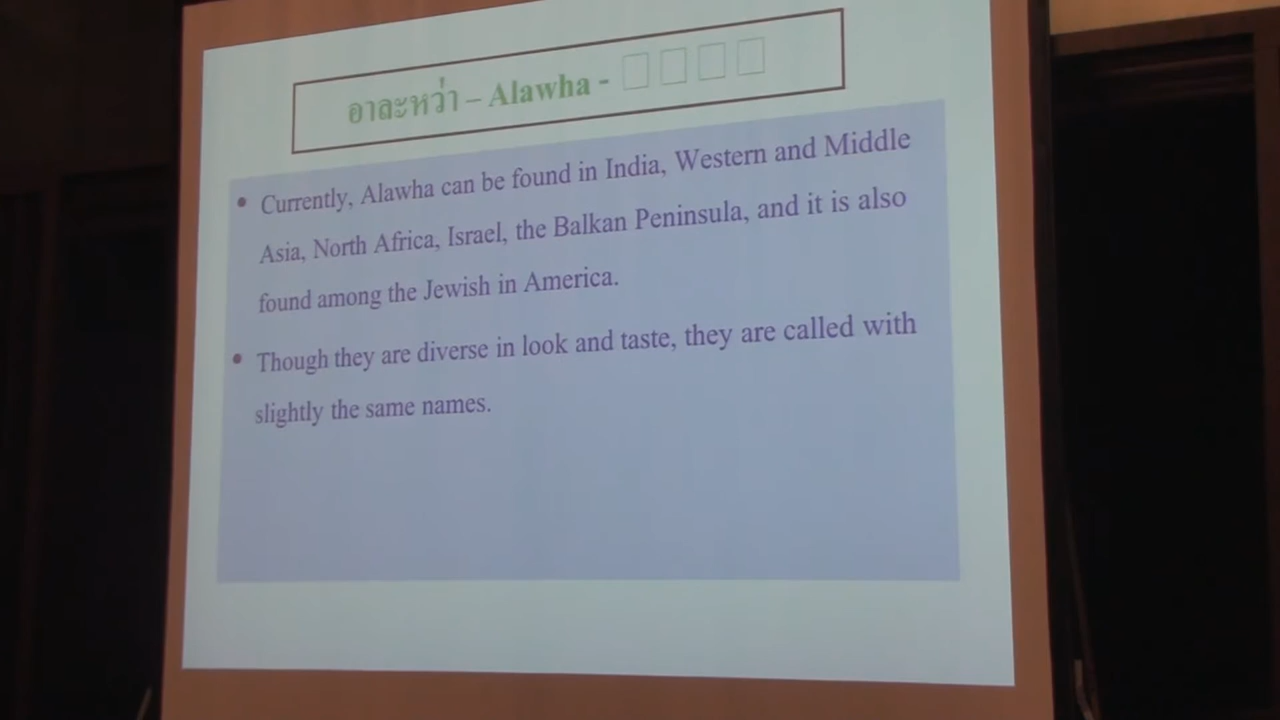 อาละหว่า – Alawha - □□□□
• Currently, Alawha can be found in India, Western and Middle
Asia, North Africa, Israel, the Balkan Peninsula, and it is also
found among the Jewish in America.
• Though they are diverse in look and taste, they are called with
slightly the same names.